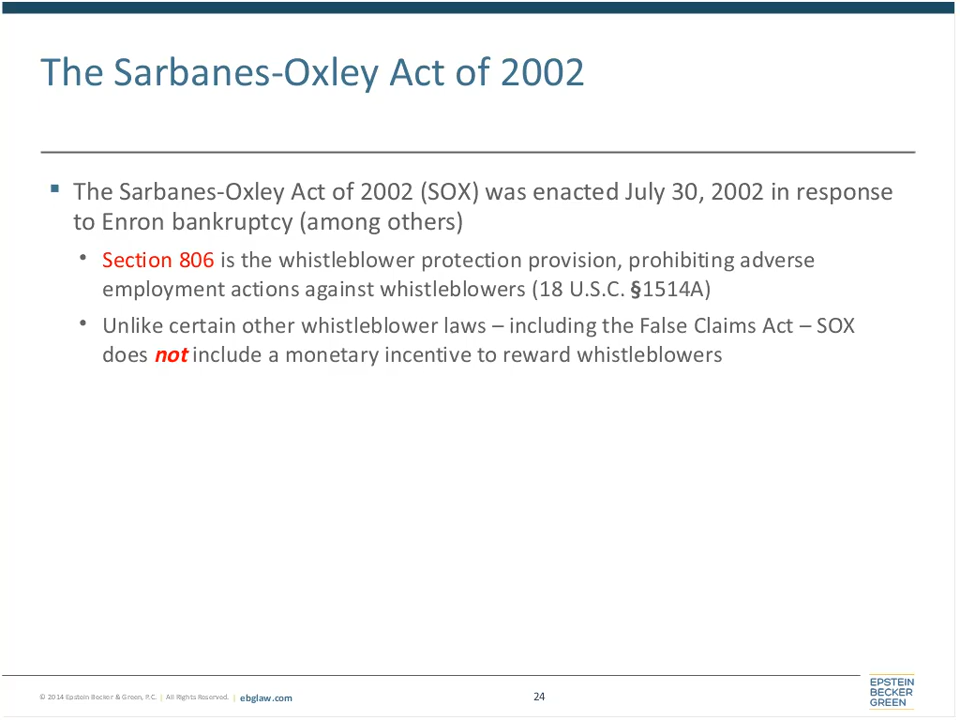 The Sarbanes-Oxley Act of 2002
▪ The Sarbanes-Oxley Act of 2002 (SOX) was enacted July 30, 2002 in response
to Enron bankruptcy (among others)
• Section 806 is the whistleblower protection provision, prohibiting adverse
employment actions against whistleblowers (18 U.S.C. §1514A)
• Unlike certain other whistleblower laws – including the False Claims Act – SOX
does not include a monetary incentive to reward whistleblowers
© 2014 Epstein Becker & Green, P.C. | All Rights Reserved. | ebglaw.com
24
EPSTEIN
BECKER
GREEN